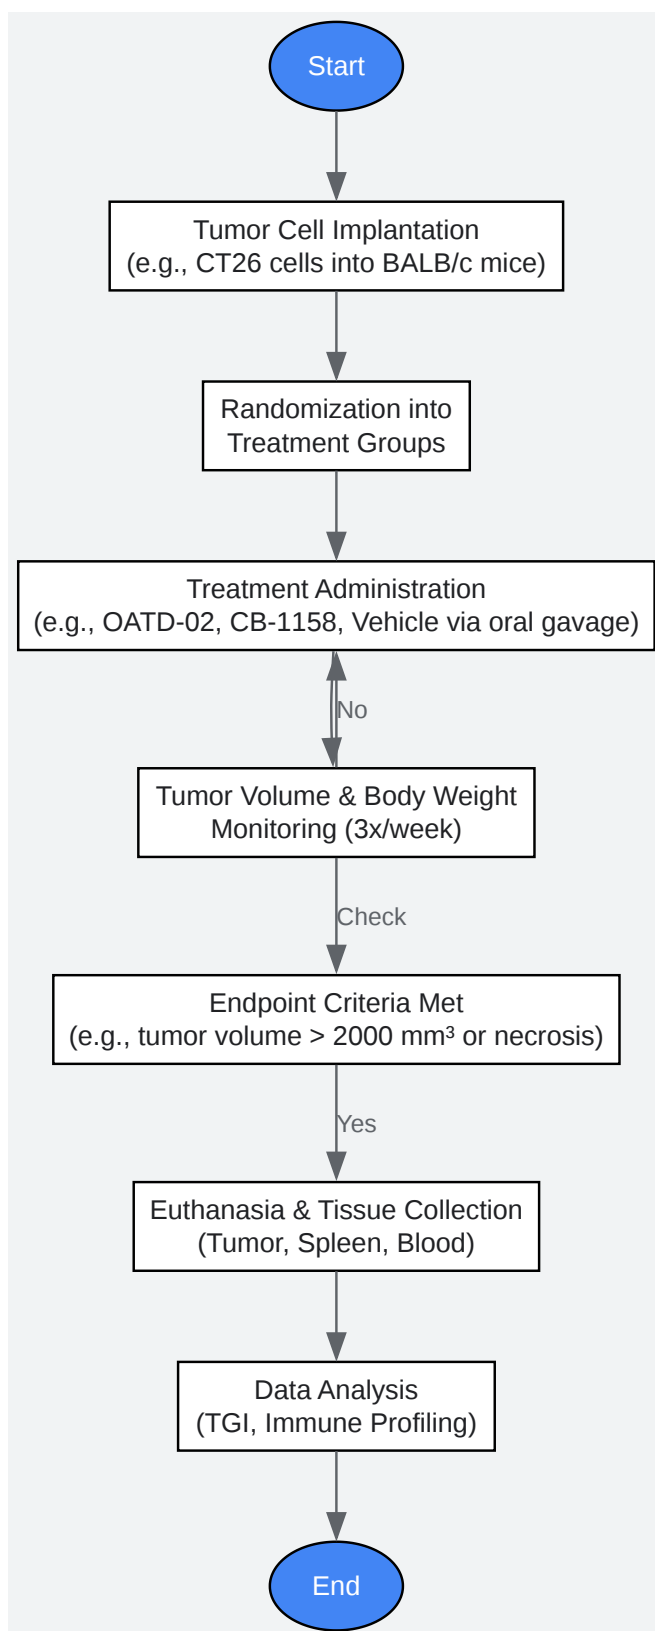 Start
Tumor Cell Implantation
(e.g., CT26 cells into BALB/c mice)
Randomization into
Treatment Groups
Treatment Administration
(e.g., OATD-02, CB-1158, Vehicle via oral gavage)
No
Tumor Volume & Body Weight
Monitoring (3x/week)
Check
Endpoint Criteria Met
(e.g., tumor volume > 2000 mm³ or necrosis)
Yes
Euthanasia & Tissue Collection
(Tumor, Spleen, Blood)
Data Analysis
(TGI, Immune Profiling)
End